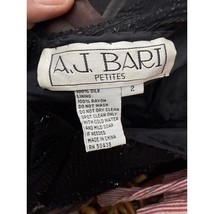 A.J. BARI
PETITES
2
100% SILK
LINING:
100% RAYON
DO NOT WASH
DO NOT DRY CLEAN
SPOT CLEAN ONLY
WITH COLD WATER
AND MILD SOAP
IF NEEDED
MADE IN CHINA
RN 50438